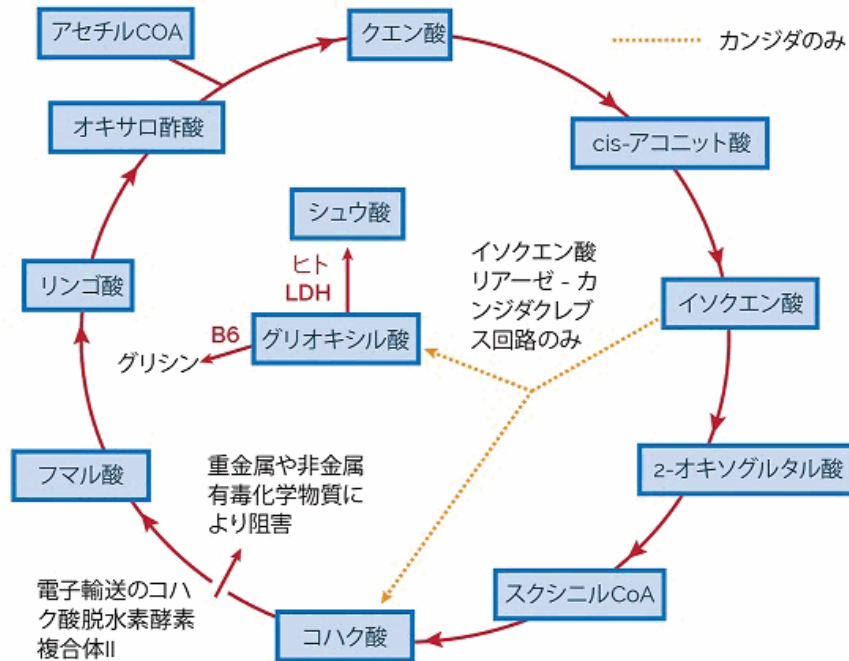 アセチルCOA
クエン酸
カンジダのみ
オキサロ酢酸
cis-アコニット酸
シュウ酸
ヒト
LDH
イソクエン酸
リアーゼ - カ
ンジダクレブ
ス回路のみ
リンゴ酸
イソクエン酸
B6
グリオキシル酸
グリシン
フマル酸
重金属や非金属
有毒化学物質に
より阻害
2-オキソグルタル酸
電子輸送のコハ
ク酸脱水素酵素
複合体II
スクシニルCoA
コハク酸